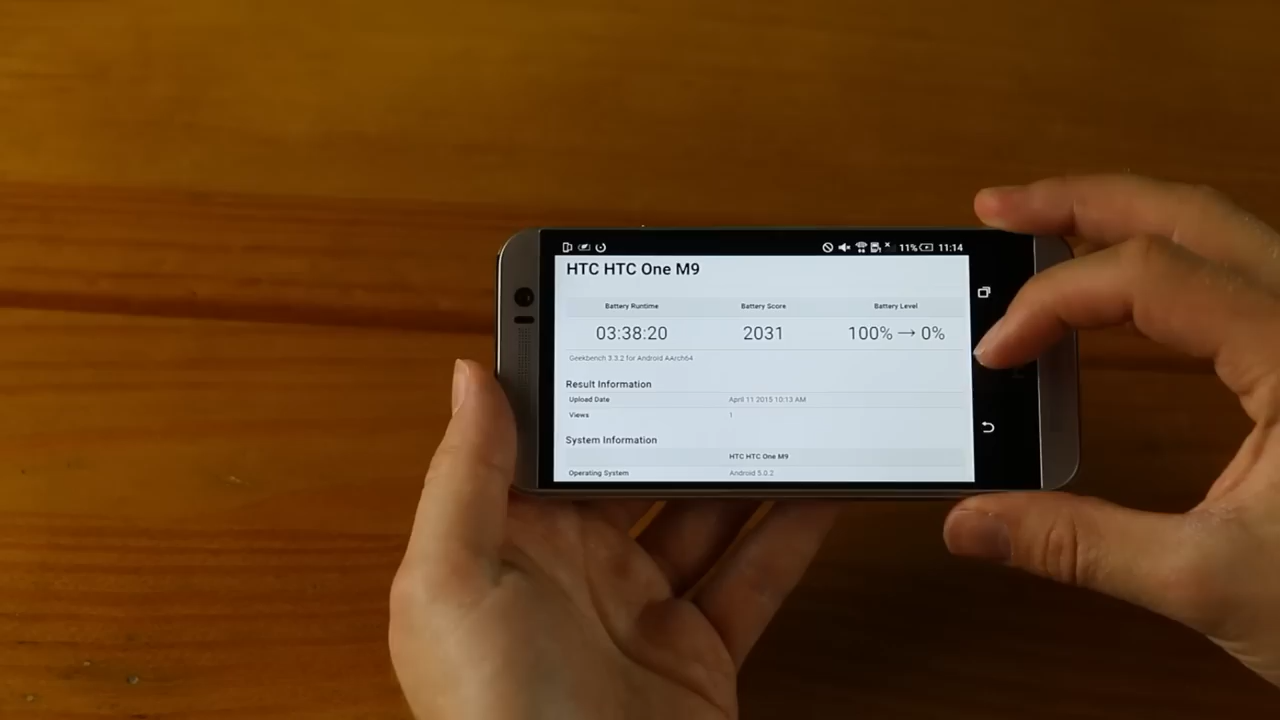 11% 11:14
HTC HTC One M9
Battery Runtime Battery Score Battery Level
03:38:20 2031 100% → 0%
Geekbench 3.3.2 for Android AArch64
Result Information
Upload Date April 11 2015 10:13 AM
Views 1
System Information
HTC HTC One M9
Operating System Android 5.0.2